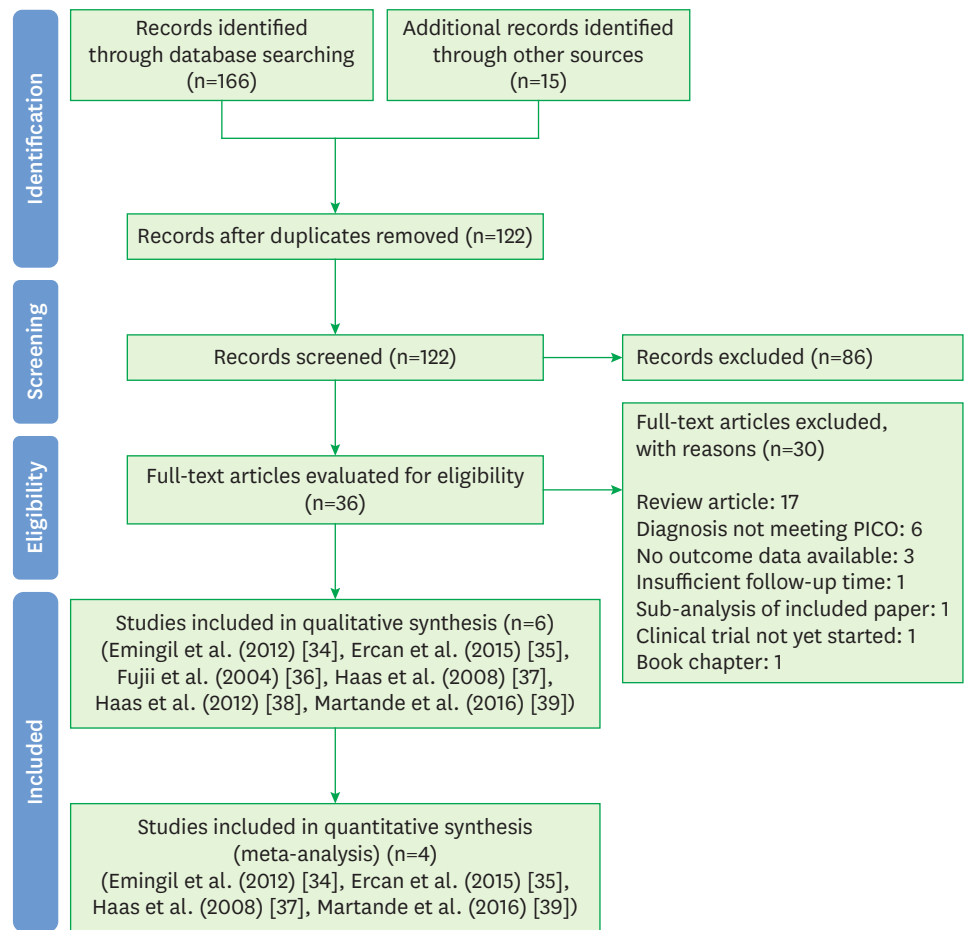 Identification
Records identified
through database searching
(n=166)
Additional records identified
through other sources
(n=15)
Records after duplicates removed (n=122)
Screening
Records screened (n=122)
Records excluded (n=86)
Eligibility
Full-text articles evaluated for eligibility
(n=36)
Full-text articles excluded,
with reasons (n=30)
Review article: 17
Diagnosis not meeting PICO: 6
No outcome data available: 3
Insufficient follow-up time: 1
Sub-analysis of included paper: 1
Clinical trial not yet started: 1
Book chapter: 1
Included
Studies included in qualitative synthesis (n=6)
(Emingil et al. (2012) [34], Ercan et al. (2015) [35],
Fujii et al. (2004) [36], Haas et al. (2008) [37],
Haas et al. (2012) [38], Martande et al. (2016) [39])
Studies included in quantitative synthesis
(meta-analysis) (n=4)
(Emingil et al. (2012) [34], Ercan et al. (2015) [35],
Haas et al. (2008) [37], Martande et al. (2016) [39])